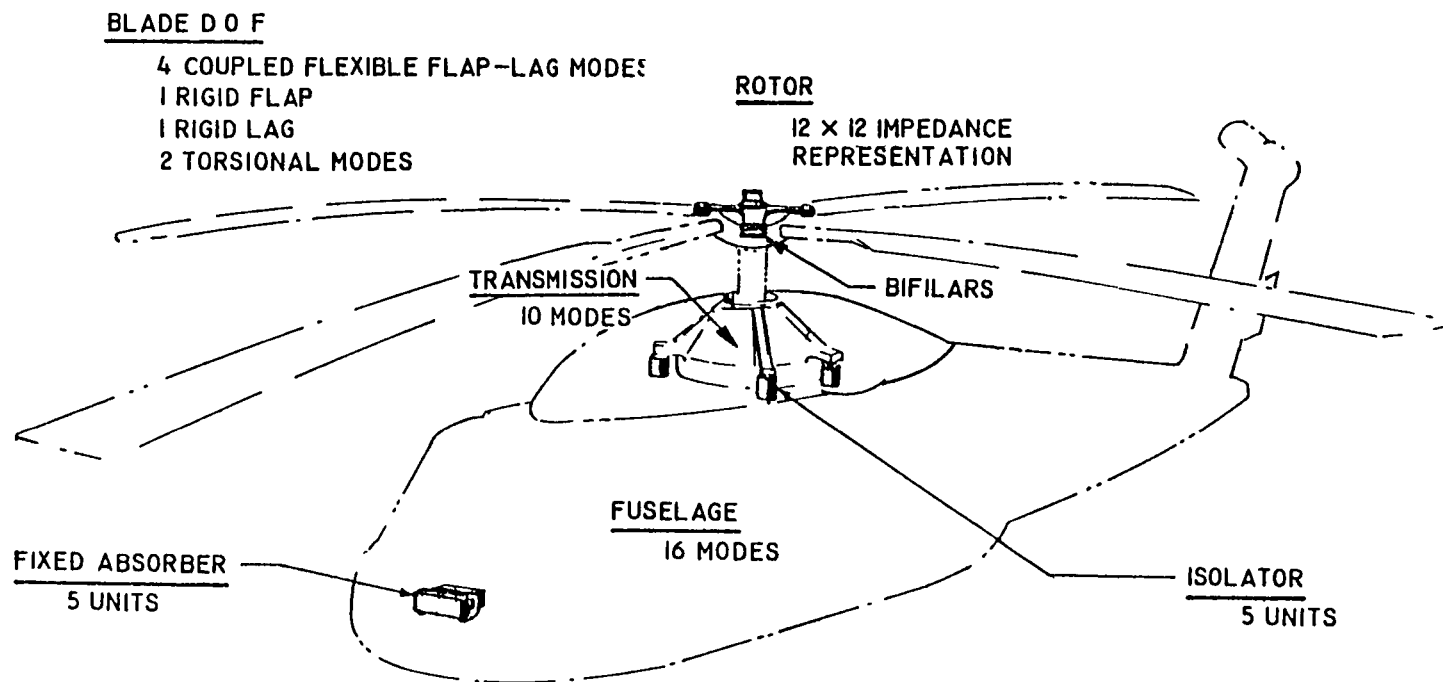 BLADE D O F
4 COUPLED FLEXIBLE FLAP-LAG MODES
1 RIGID FLAP
1 RIGID LAG
2 TORSIONAL MODES
ROTOR
12 × 12 IMPEDANCE
REPRESENTATION
TRANSMISSION
10 MODES
BIFILARS
FUSELAGE
16 MODES
FIXED ABSORBER
5 UNITS
ISOLATOR
5 UNITS